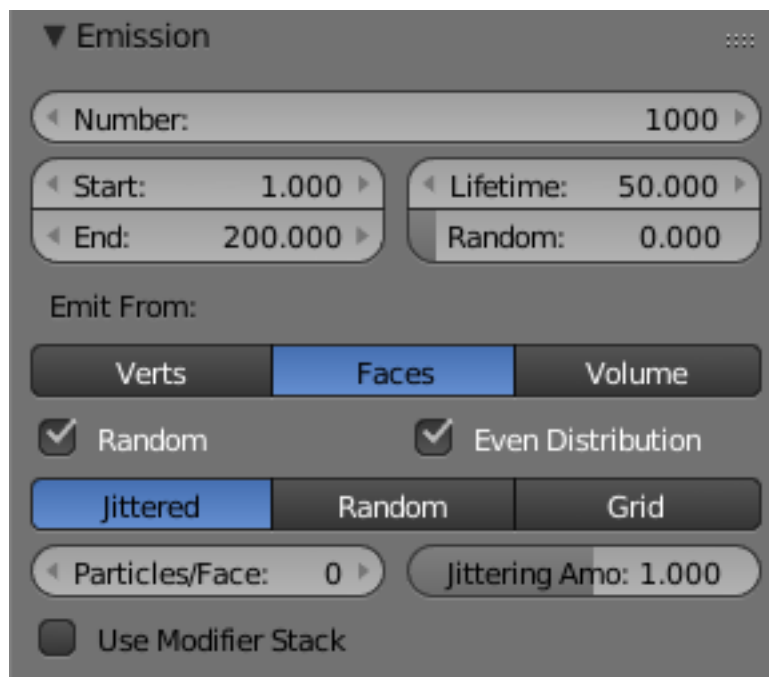 Emission
Number: 1000
Start: 1.000 Lifetime: 50.000
End: 200.000 Random: 0.000
Emit From:
Verts Faces Volume
Random Even Distribution
Jittered Random Grid
Particles/Face: 0 Jittering Amo: 1.000
Use Modifier Stack